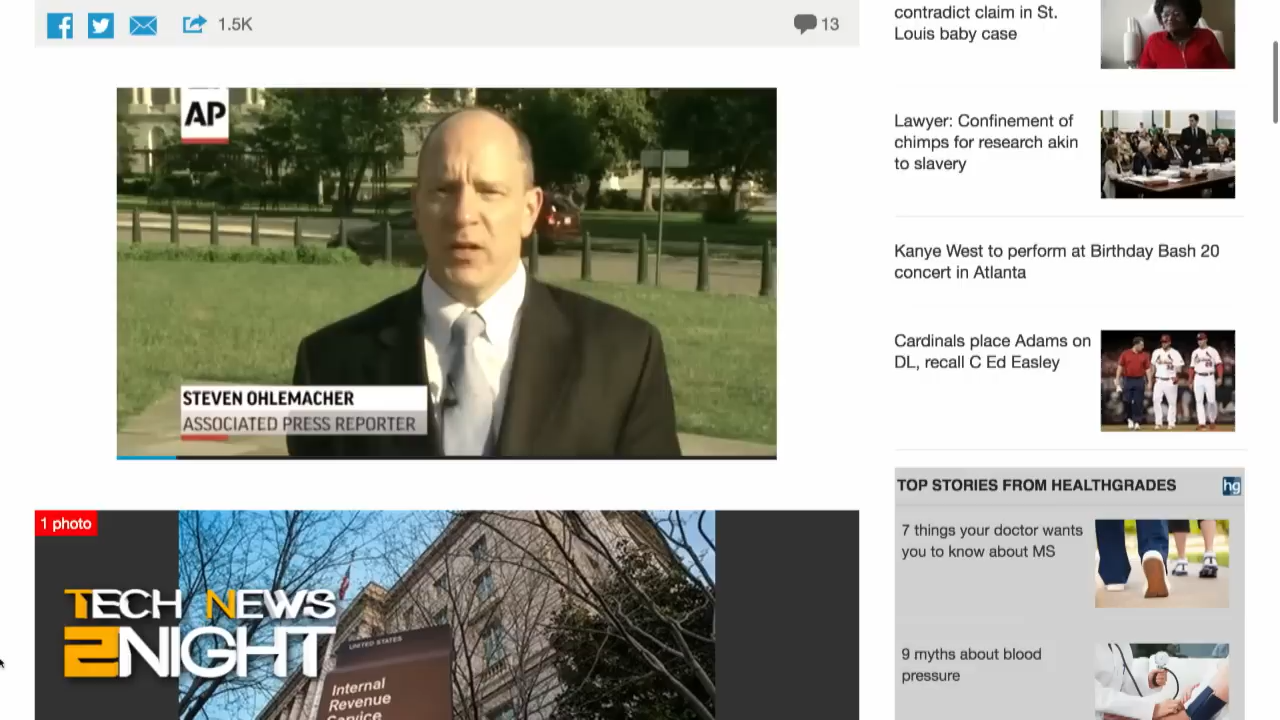 1.5K
13
AP
STEVEN OHLEMACHER
ASSOCIATED PRESS REPORTER
1 photo
TECH NEWS
2NIGHT
UNITED STATES
Internal
Revenue
Service
contradict claim in St.
Louis baby case
Lawyer: Confinement of
chimps for research akin
to slavery
Kanye West to perform at Birthday Bash 20
concert in Atlanta
Cardinals place Adams on
DL, recall C Ed Easley
TOP STORIES FROM HEALTHGRADES
hg
7 things your doctor wants
you to know about MS
9 myths about blood
pressure